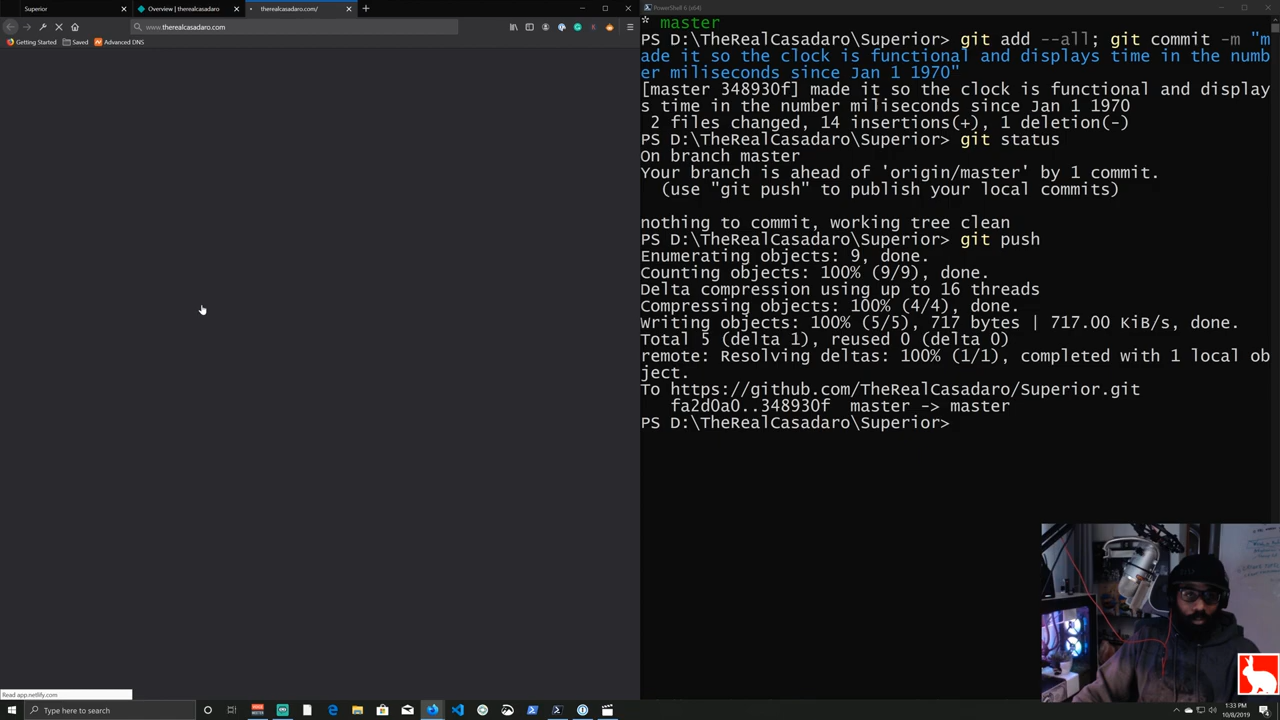 Superior
Overview | therealcasadaro
therealcasadaro.com/
www.therealcasadaro.com
Getting Started
Saved
Advanced DNS
Read app.netlify.com
PowerShell 6 (x64)
* master
PS D:\TheRealCasadaro\Superior> git add --all; git commit -m "m
ade it so the clock is functional and displays time in the numb
er miliseconds since Jan 1 1970"
[master 348930f] made it so the clock is functional and display
s time in the number miliseconds since Jan 1 1970
2 files changed, 14 insertions(+), 1 deletion(-)
PS D:\TheRealCasadaro\Superior> git status
On branch master
Your branch is ahead of 'origin/master' by 1 commit.
(use "git push" to publish your local commits)
nothing to commit, working tree clean
PS D:\TheRealCasadaro\Superior> git push
Enumerating objects: 9, done.
Counting objects: 100% (9/9), done.
Delta compression using up to 16 threads
Compressing objects: 100% (4/4), done.
Writing objects: 100% (5/5), 717 bytes | 717.00 KiB/s, done.
Total 5 (delta 1), reused 0 (delta 0)
remote: Resolving deltas: 100% (1/1), completed with 1 local ob
ject.
To https://github.com/TheRealCasadaro/Superior.git
fa2d0a0..348930f master -> master
PS D:\TheRealCasadaro\Superior>
Type here to search
1:33 PM
10/8/2019